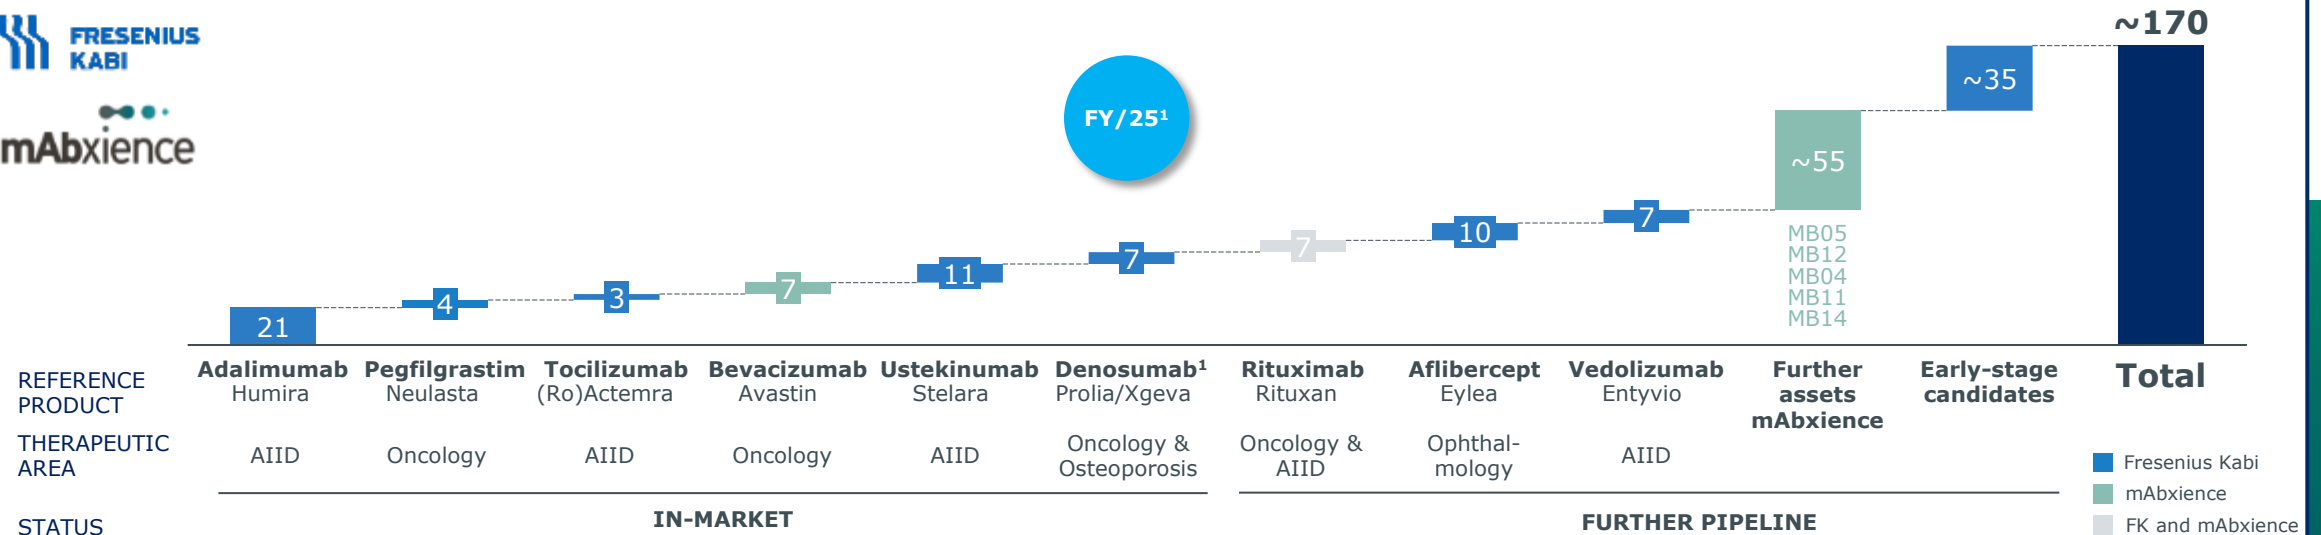 FRESENIUS
KABI
mAbxience
FY/25¹
21
4
3
7
11
7
7
10
7
~55
~35
~170
MB05
MB12
MB04
MB11
MB14
REFERENCE
PRODUCT
Adalimumab
Humira
Pegfilgrastim
Neulasta
Tocilizumab
(Ro)Actemra
Bevacizumab
Avastin
Ustekinumab
Stelara
Denosumab¹
Prolia/Xgeva
Rituximab
Rituxan
Aflibercept
Eylea
Vedolizumab
Entyvio
Further
assets
mAbxience
Early-stage
candidates
Total
THERAPEUTIC
AREA
AIID
Oncology
AIID
Oncology
AIID
Oncology &
Osteoporosis
Oncology &
AIID
Ophthal-
mology
AIID
STATUS
IN-MARKET
FURTHER PIPELINE
Fresenius Kabi
mAbxience
FK and mAbxience